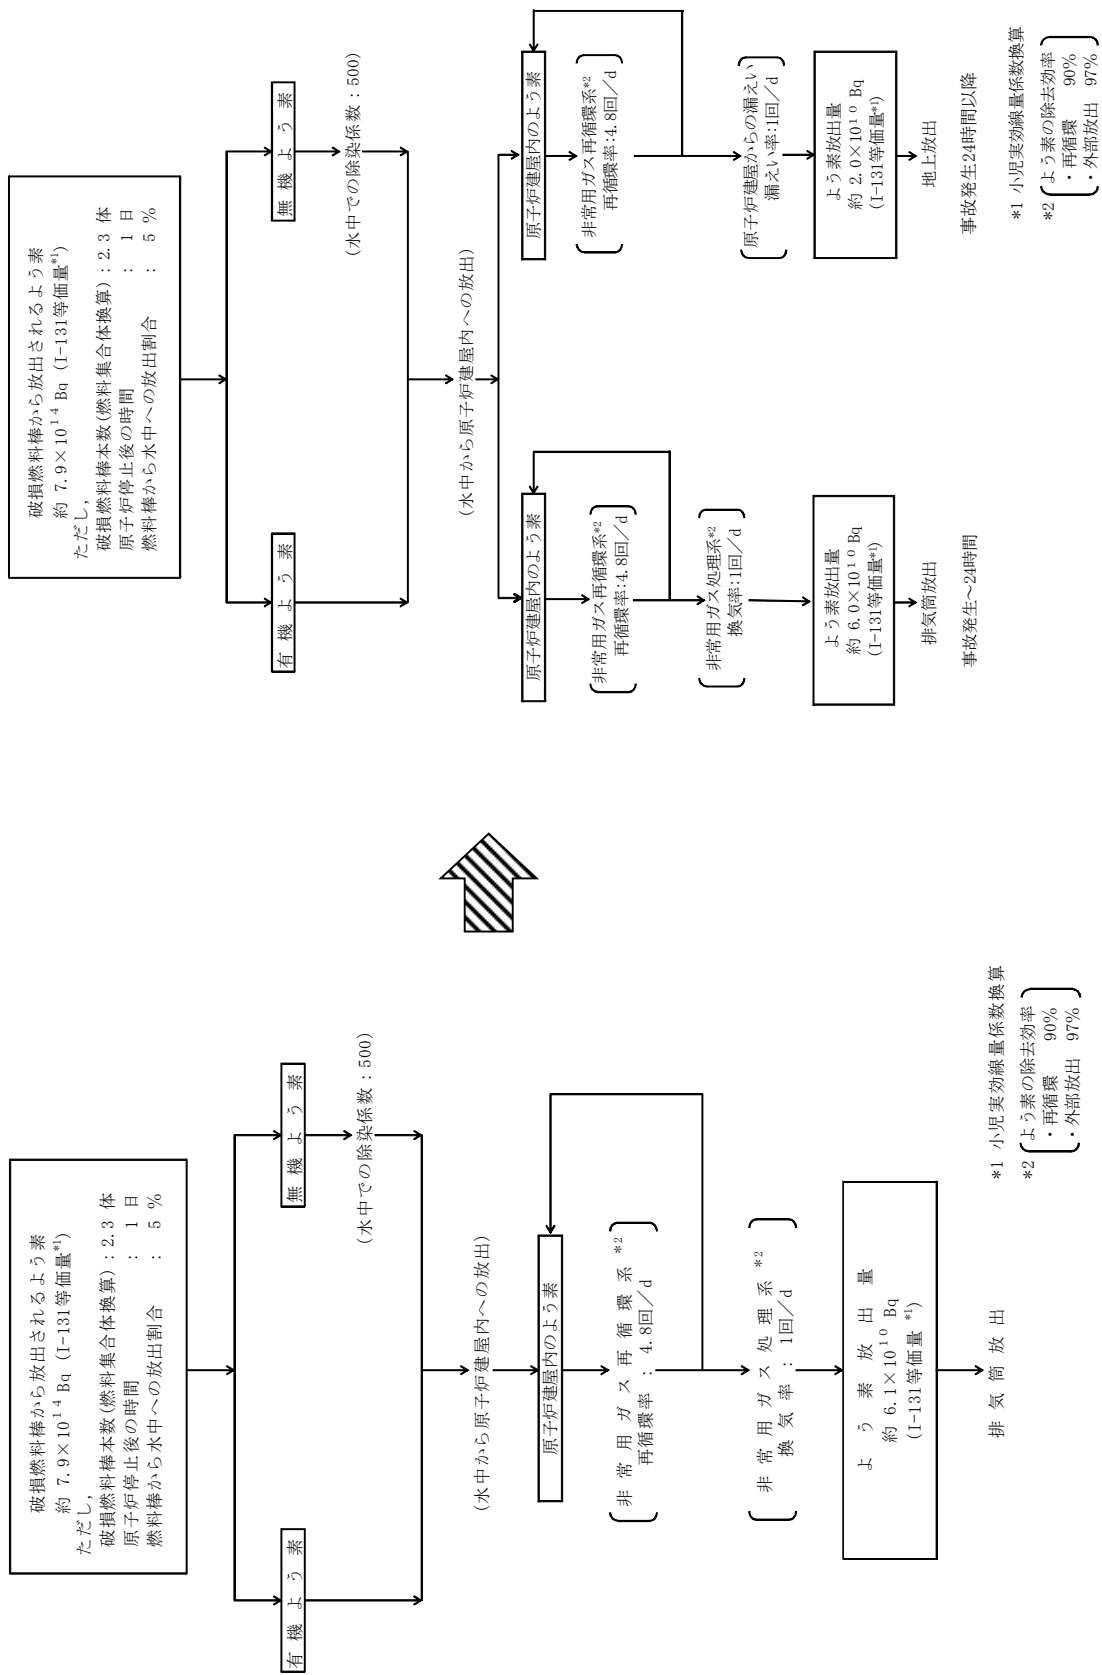 破損燃料棒から放出されるよう素
約 7.9×10¹⁴ Bq (I-131等価量*¹)
ただし，
破損燃料棒本数(燃料集合体換算)：2.3 体
原子炉停止後の時間 ： 1 日
燃料棒から水中への放出割合 ： 5 %
有 機 よ う 素
無 機 よ う 素
(水中での除染係数：500)
(水中から原子炉建屋内への放出)
原子炉建屋内のよう素
非 常 用 ガ ス 再 循 環 系 *²
再循環率 ： 4.8回／d
非 常 用 ガ ス 処 理 系 *²
換 気 率 ： 1回／d
よ う 素 放 出 量
約 6.1×10¹⁰ Bq
(I-131等価量 *¹)
排 気 筒 放 出
*1 小児実効線量係数換算
*2 よう素の除去効率
・再循環 90%
・外部放出 97%
破損燃料棒から放出されるよう素
約 7.9×10¹⁴ Bq (I-131等価量*¹)
ただし，
破損燃料棒本数(燃料集合体換算)：2.3 体
原子炉停止後の時間 ： 1 日
燃料棒から水中への放出割合 ： 5 %
有 機 よ う 素
無 機 よ う 素
(水中での除染係数：500)
(水中から原子炉建屋内への放出)
原子炉建屋内のよう素
非常用ガス再循環系*²
再循環率：4.8回／d
非常用ガス処理系*²
換気率：1回／d
よう素放出量
約 6.0×10¹⁰ Bq
(I-131等価量*¹)
排気筒放出
事故発生～24時間
原子炉建屋内のよう素
非常用ガス再循環系*²
再循環率：4.8回／d
原子炉建屋からの漏えい
漏えい率：1回／d
よう素放出量
約 2.0×10¹⁰ Bq
(I-131等価量*¹)
地上放出
事故発生24時間以降
*1 小児実効線量係数換算
*2 よう素の除去効率
・再循環 90%
・外部放出 97%